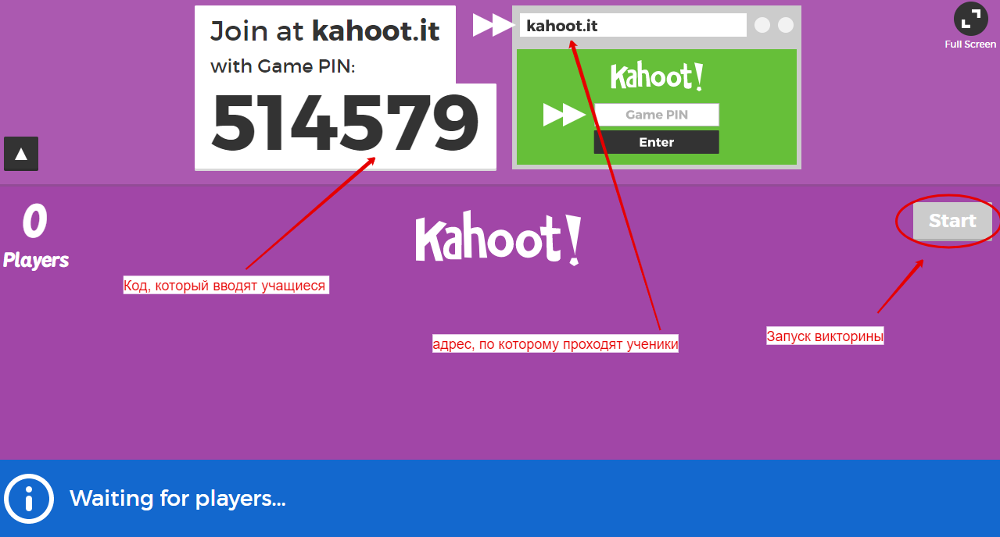 Join at kahoot.it
with Game PIN:
514579
kahoot.it
Kahoot!
Game PIN
Enter
Full Screen
0
Players
Kahoot!
Start
Код, который вводят учащиеся
адрес, по которому проходят ученики
Запуск викторины
Waiting for players...